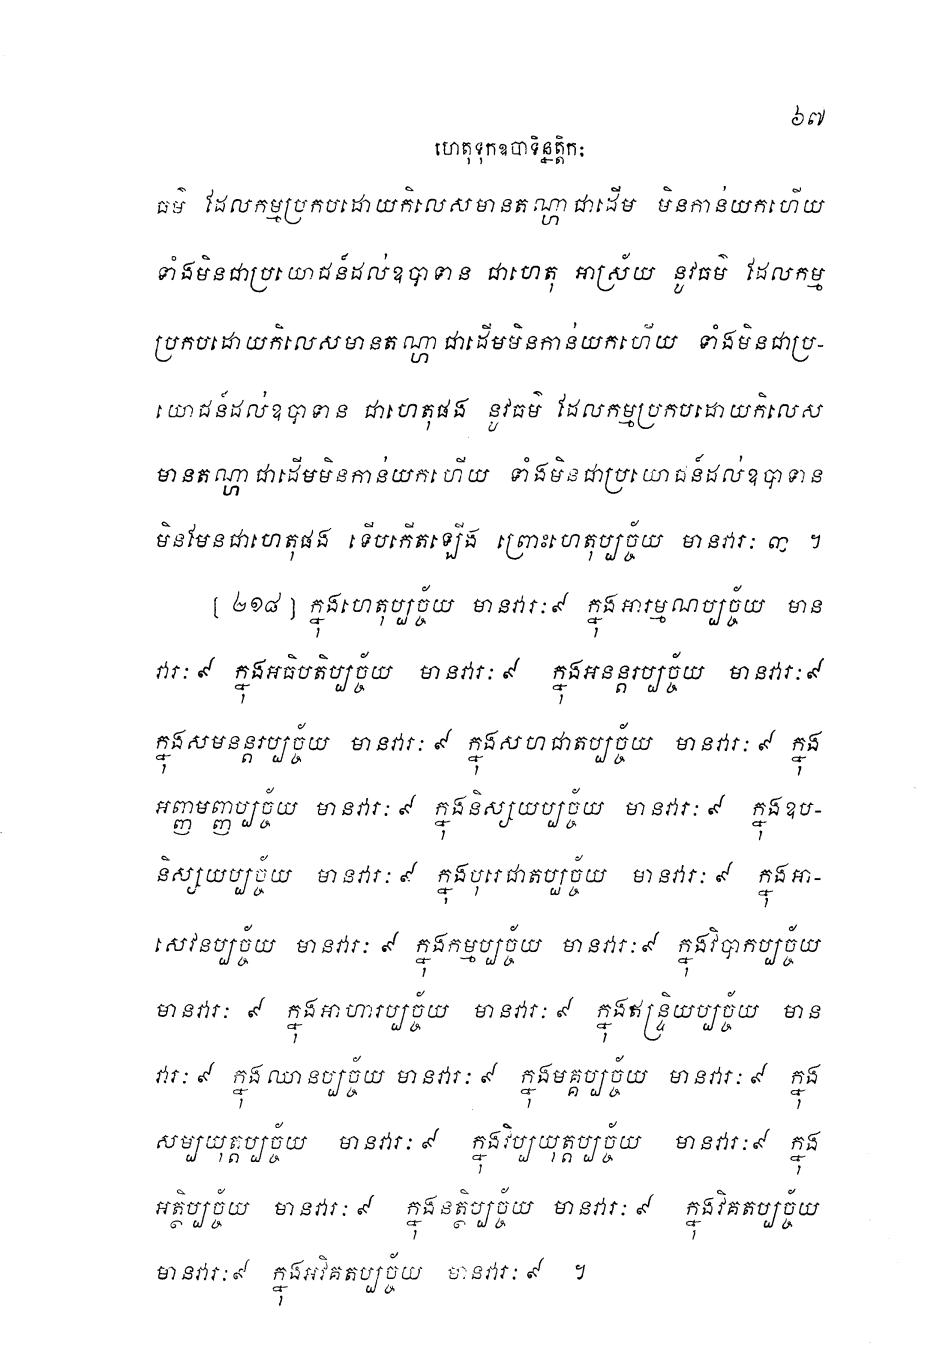 ៦៧
ហេតុទុកឧបាទិន្នត្តិកៈ
ធម៌ ដែលកម្មប្រកបដោយកិលេសមានតណ្ហាជាដើម មិនកាន់យកហើយ
ទាំងមិនជាប្រយោជន៍ដល់ឧបាទាន ជាហេតុ អាស្រ័យ នូវធម៌ ដែលកម្ម
ប្រកបដោយកិលេសមានតណ្ហាជាដើមមិនកាន់យកហើយ ទាំងមិនជាប្រ-
យោជន៍ដល់ឧបាទាន ជាហេតុផង នូវធម៌ ដែលកម្មប្រកបដោយកិលេស
មានតណ្ហាជាដើមមិនកាន់យកហើយ ទាំងមិនជាប្រយោជន៍ដល់ឧបាទាន
មិនមែនជាហេតុផង ទើបកើតឡើង ព្រោះហេតុប្បច្ច័យ មានវារៈ ៣ ។
[ ២១៨ ] ក្នុងហេតុប្បច្ច័យ មានវារៈ៩ ក្នុងអារម្មណប្បច្ច័យ មាន
វារៈ ៩ ក្នុងអធិបតិប្បច្ច័យ មានវារៈ ៩ ក្នុងអនន្តរប្បច្ច័យ មានវារៈ៩
ក្នុងសមនន្តរប្បច្ច័យ មានវារៈ ៩ ក្នុងសហជាតប្បច្ច័យ មានវារៈ ៩ ក្នុង
អញ្ញមញ្ញប្បច្ច័យ មានវារៈ ៩ ក្នុងនិស្សយប្បច្ច័យ មានវារៈ ៩ ក្នុងឧប-
និស្សយប្បច្ច័យ មានវារៈ ៩ ក្នុងបុរេជាតប្បច្ច័យ មានវារៈ ៩ ក្នុងអា-
សេវនប្បច្ច័យ មានវារៈ ៩ ក្នុងកម្មប្បច្ច័យ មានវារៈ៩ ក្នុងវិបាកប្បច្ច័យ
មានវារៈ ៩ ក្នុងអាហារប្បច្ច័យ មានវារៈ ៩ ក្នុងឥន្ទ្រិយប្បច្ច័យ មាន
វារៈ ៩ ក្នុងឈានប្បច្ច័យ មានវារៈ ៩ ក្នុងមគ្គប្បច្ច័យ មានវារៈ ៩ ក្នុង
សម្បយុត្តប្បច្ច័យ មានវារៈ ៩ ក្នុងវិប្បយុត្តប្បច្ច័យ មានវារៈ៩ ក្នុង
អត្ថិប្បច្ច័យ មានវារៈ ៩ ក្នុងនត្ថិប្បច្ច័យ មានវារៈ ៩ ក្នុងវិគតប្បច្ច័យ
មានវារៈ៩ ក្នុងអវិគតប្បច្ច័យ មានវារៈ ៩ ។